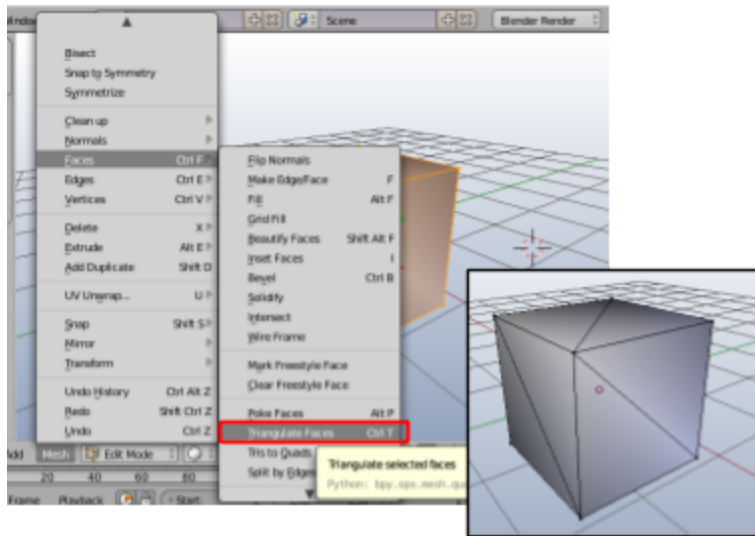 Window
Scene
Blender Render
Bisect
Snap to Symmetry
Symmetrize
Clean up
Normals
Faces Ctrl F
Edges Ctrl E
Vertices Ctrl V
Delete X
Extrude Alt E
Add Duplicate Shift D
UV Unwrap... U
Snap Shift S
Mirror
Transform
Undo History Ctrl Alt Z
Redo Shift Ctrl Z
Undo Ctrl Z
Flip Normals
Make Edge/Face F
Fill Alt F
Grid Fill
Beautify Faces Shift Alt F
Inset Faces I
Bevel Ctrl B
Solidify
Intersect
Wire Frame
Mark Freestyle Face
Clear Freestyle Face
Poke Faces Alt P
Triangulate Faces Ctrl T
Tris to Quads
Split by Edges
Triangulate selected faces
Python: bpy.ops.mesh.qu
Add Mesh Edit Mode
20 40 60 80
Frame Playback Start: